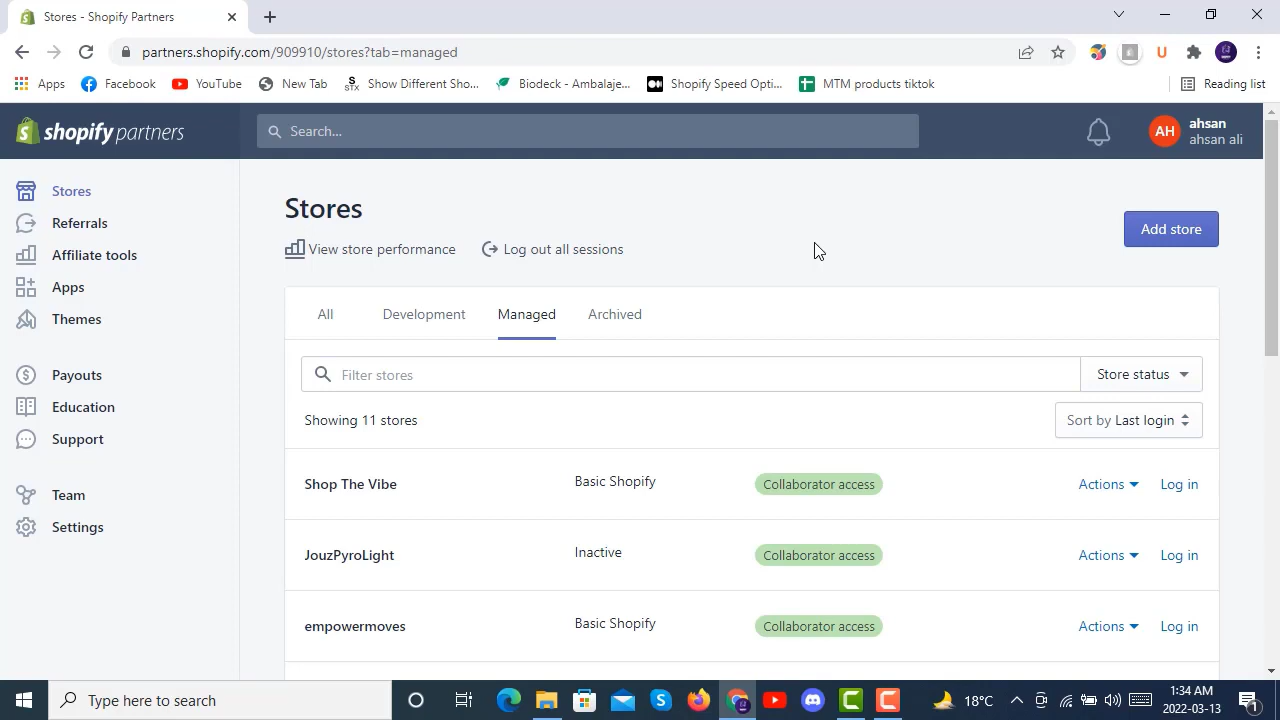 Stores - Shopify Partners
partners.shopify.com/909910/stores?tab=managed
Apps Facebook YouTube New Tab Show Different Sho... Biodeck - Ambalaje... Shopify Speed Opti... MTM products tiktok Reading list
shopify partners Search... AH ahsan
ahsan ali
Stores
Referrals
Affiliate tools
Apps
Themes
Payouts
Education
Support
Team
Settings
Stores
View store performance Log out all sessions
Add store
All Development Managed Archived
Filter stores Store status
Showing 11 stores Sort by Last login
Shop The Vibe Basic Shopify Collaborator access Actions Log in
JouzPyroLight Inactive Collaborator access Actions Log in
empowermoves Basic Shopify Collaborator access Actions Log in
Type here to search 18°C 1:34 AM
2022-03-13 1